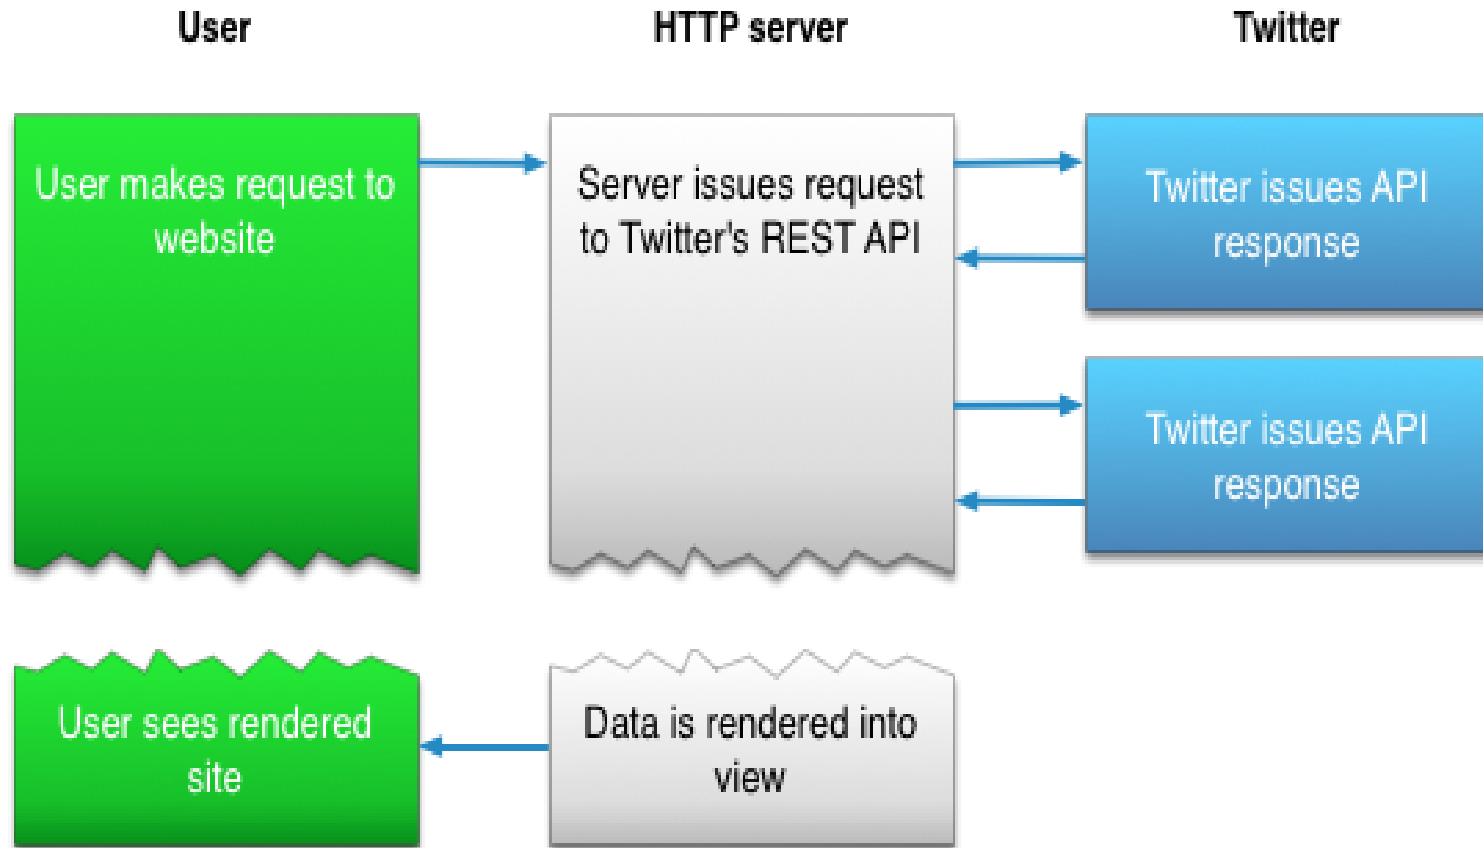 User
HTTP server
Twitter
User makes request to
website
Server issues request
to Twitter's REST API
Twitter issues API
response
Twitter issues API
response
User sees rendered
site
Data is rendered into
view